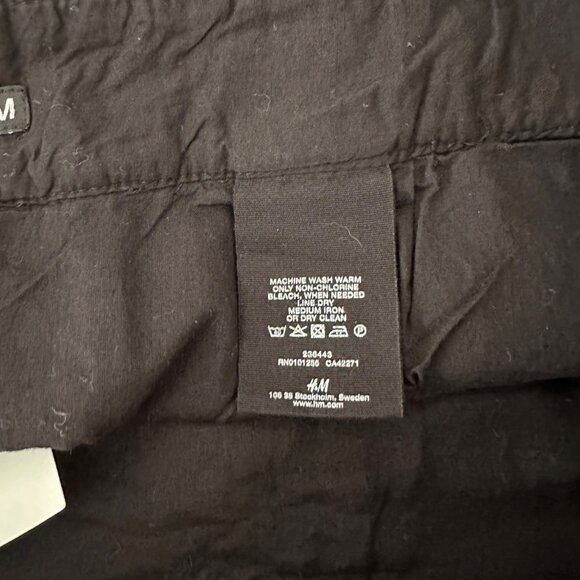 M
MACHINE WASH WARM
ONLY NON-CHLORINE
BLEACH, WHEN NEEDED
LINE DRY
MEDIUM IRON
OR DRY CLEAN
236443
RN0101255 CA42271
H&M
106 38 Stockholm, Sweden
www.hm.com